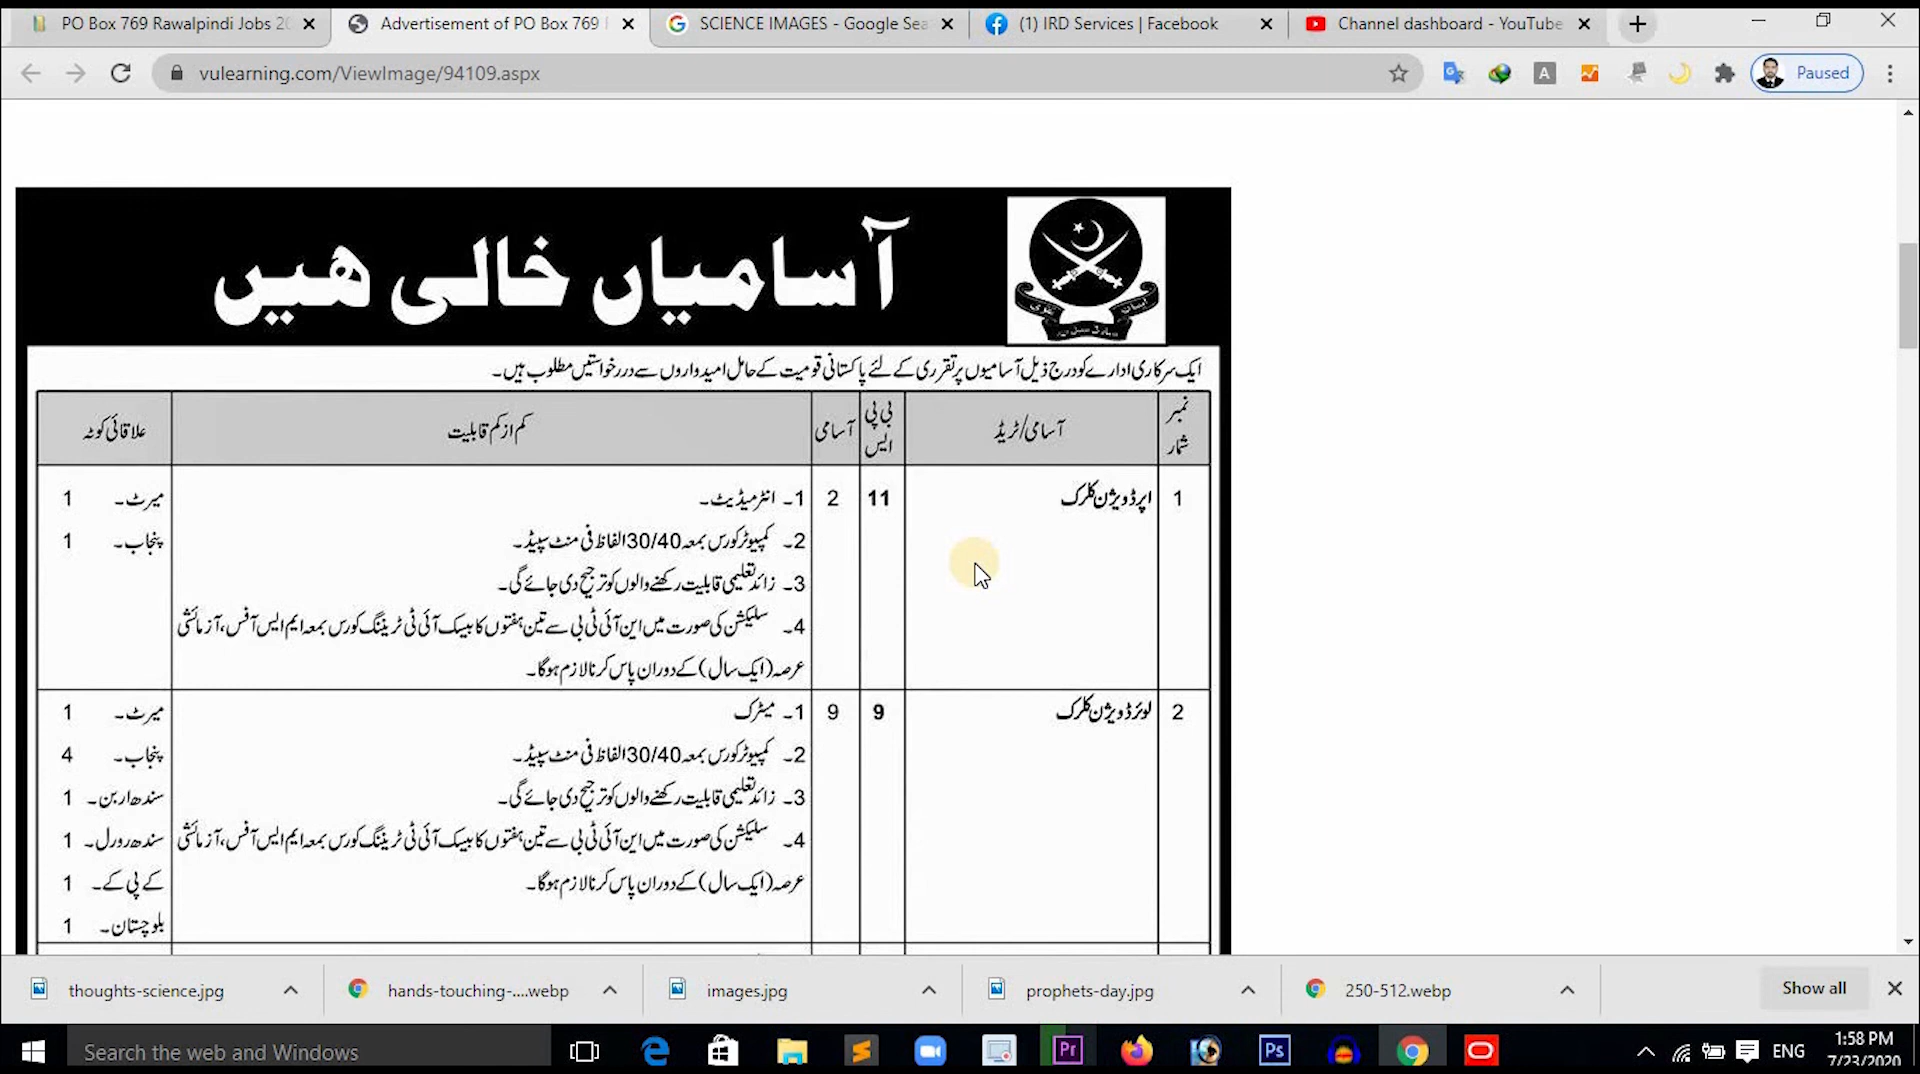 PO Box 769 Rawalpindi Jobs 20
Advertisement of PO Box 769
SCIENCE IMAGES - Google Sea
(1) IRD Services | Facebook
Channel dashboard - YouTube
vulearning.com/ViewImage/94109.aspx
Paused
آسامیاں خالی ھیں
ایک سرکاری ادارے کو درج ذیل آسامیوں پر تقرری کے لئے پاکستانی قومیت کے حامل امیدواروں سے درخواستیں مطلوب ہیں۔
نمبر شمار آسامی/ٹریڈ بی پی ایس آسامی کم از کم قابلیت علاقائی کوٹہ
1 اپر ڈویژن کلرک 11 2 1۔ انٹرمیڈیٹ۔ میرٹ۔ 1
2۔ کمپیوٹر کورس بمعہ 30/40 الفاظ فی منٹ سپیڈ۔ پنجاب۔ 1
3۔ زائد تعلیمی قابلیت رکھنے والوں کو ترجیح دی جائے گی۔
4۔ سلیکشن کی صورت میں این آئی ٹی بی سے تین ہفتوں کا بیسک آئی ٹی ٹریننگ کورس بمعہ ایم ایس آفس، آزمائشی
عرصہ (ایک سال) کے دوران پاس کرنا لازم ہوگا۔
2 لوئر ڈویژن کلرک 9 9 1۔ میٹرک میرٹ۔ 1
2۔ کمپیوٹر کورس بمعہ 30/40 الفاظ فی منٹ سپیڈ۔ پنجاب۔ 4
3۔ زائد تعلیمی قابلیت رکھنے والوں کو ترجیح دی جائے گی۔ سندھ اربن۔ 1
4۔ سلیکشن کی صورت میں این آئی ٹی بی سے تین ہفتوں کا بیسک آئی ٹی ٹریننگ کورس بمعہ ایم ایس آفس، آزمائشی سندھ رورل۔ 1
عرصہ (ایک سال) کے دوران پاس کرنا لازم ہوگا۔ کے پی کے۔ 1
بلوچستان۔ 1
thoughts-science.jpg
hands-touching-....webp
images.jpg
prophets-day.jpg
250-512.webp
Show all
Search the web and Windows
Pr
Ps
ENG
1:58 PM
7/23/2020